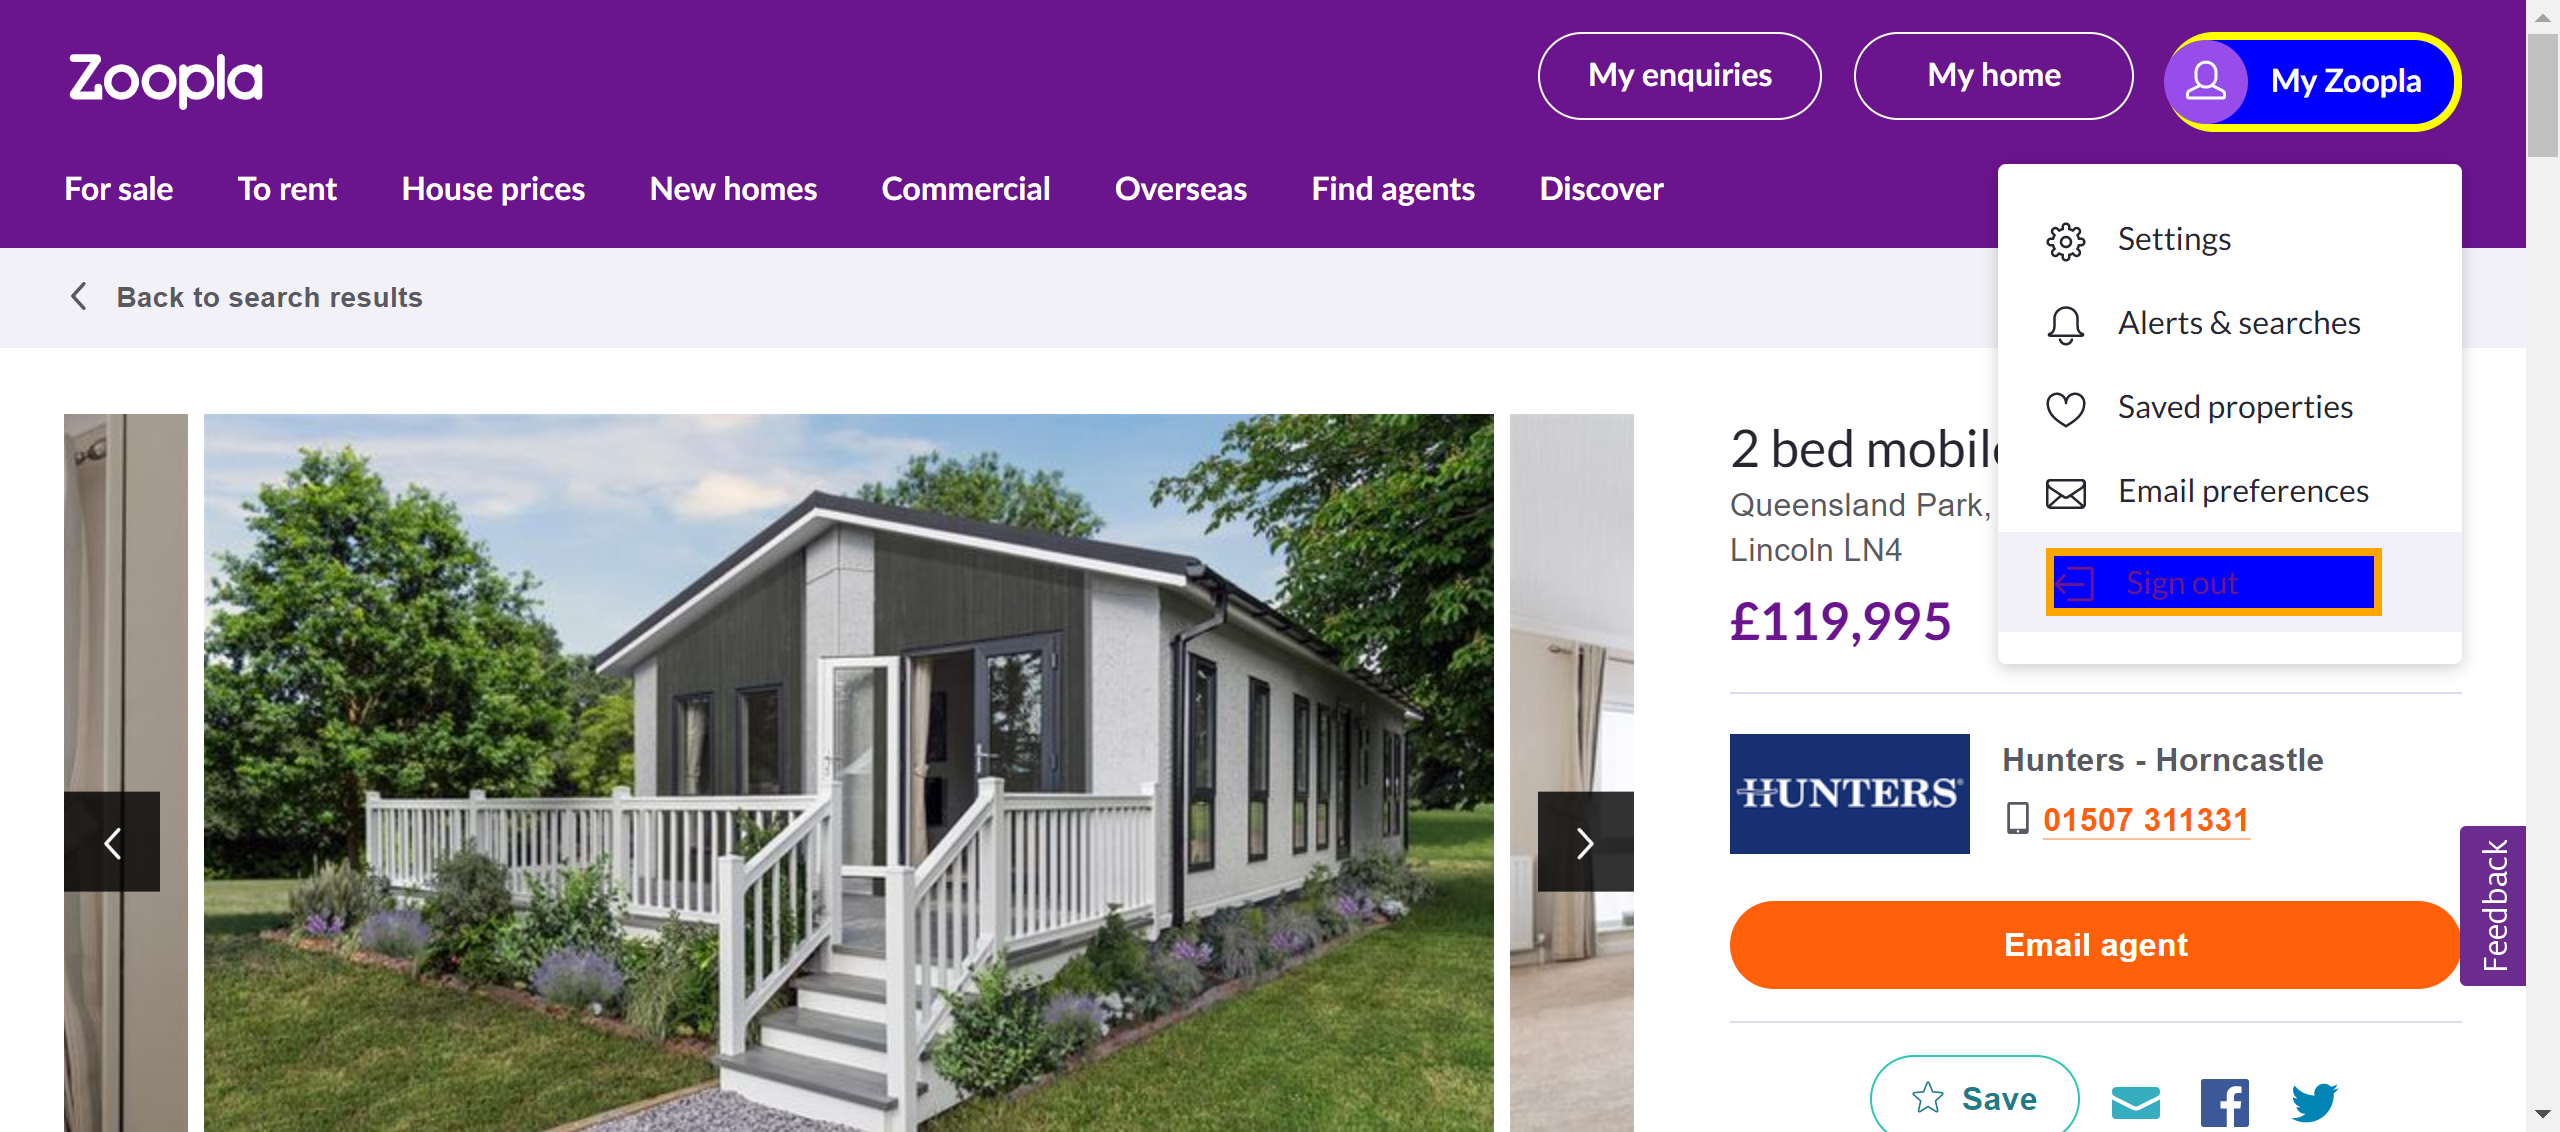 Zoopla
My enquiries
My home
My Zoopla
For sale
To rent
House prices
New homes
Commercial
Overseas
Find agents
Discover
Settings
Alerts & searches
Saved properties
Email preferences
Sign out
Back to search results
2 bed mobil
Queensland Park,
Lincoln LN4
£119,995
HUNTERS®
Hunters - Horncastle
01507 311331
Email agent
Feedback
Save